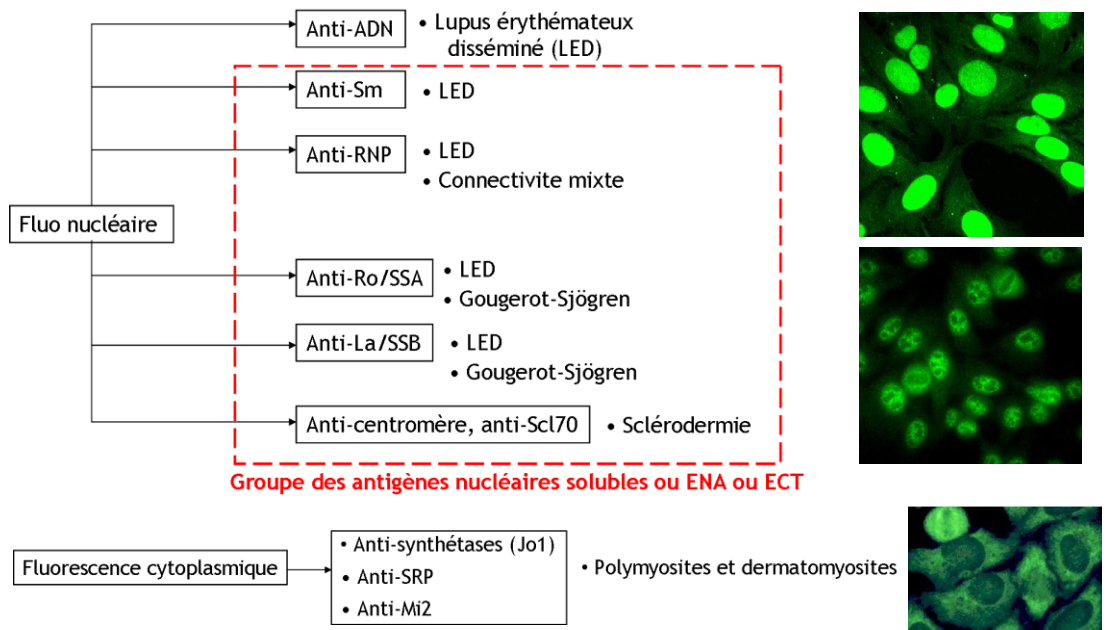 Anti-ADN
• Lupus érythémateux
disséminé (LED)
Anti-Sm
• LED
Anti-RNP
• LED
• Connectivite mixte
Fluo nucléaire
Anti-Ro/SSA
• LED
• Gougerot-Sjögren
Anti-La/SSB
• LED
• Gougerot-Sjögren
Anti-centromère, anti-Scl70
• Sclérodermie
Groupe des antigènes nucléaires solubles ou ENA ou ECT
Fluorescence cytoplasmique
• Anti-synthétases (Jo1)
• Anti-SRP
• Anti-Mi2
• Polymyosites et dermatomyosites